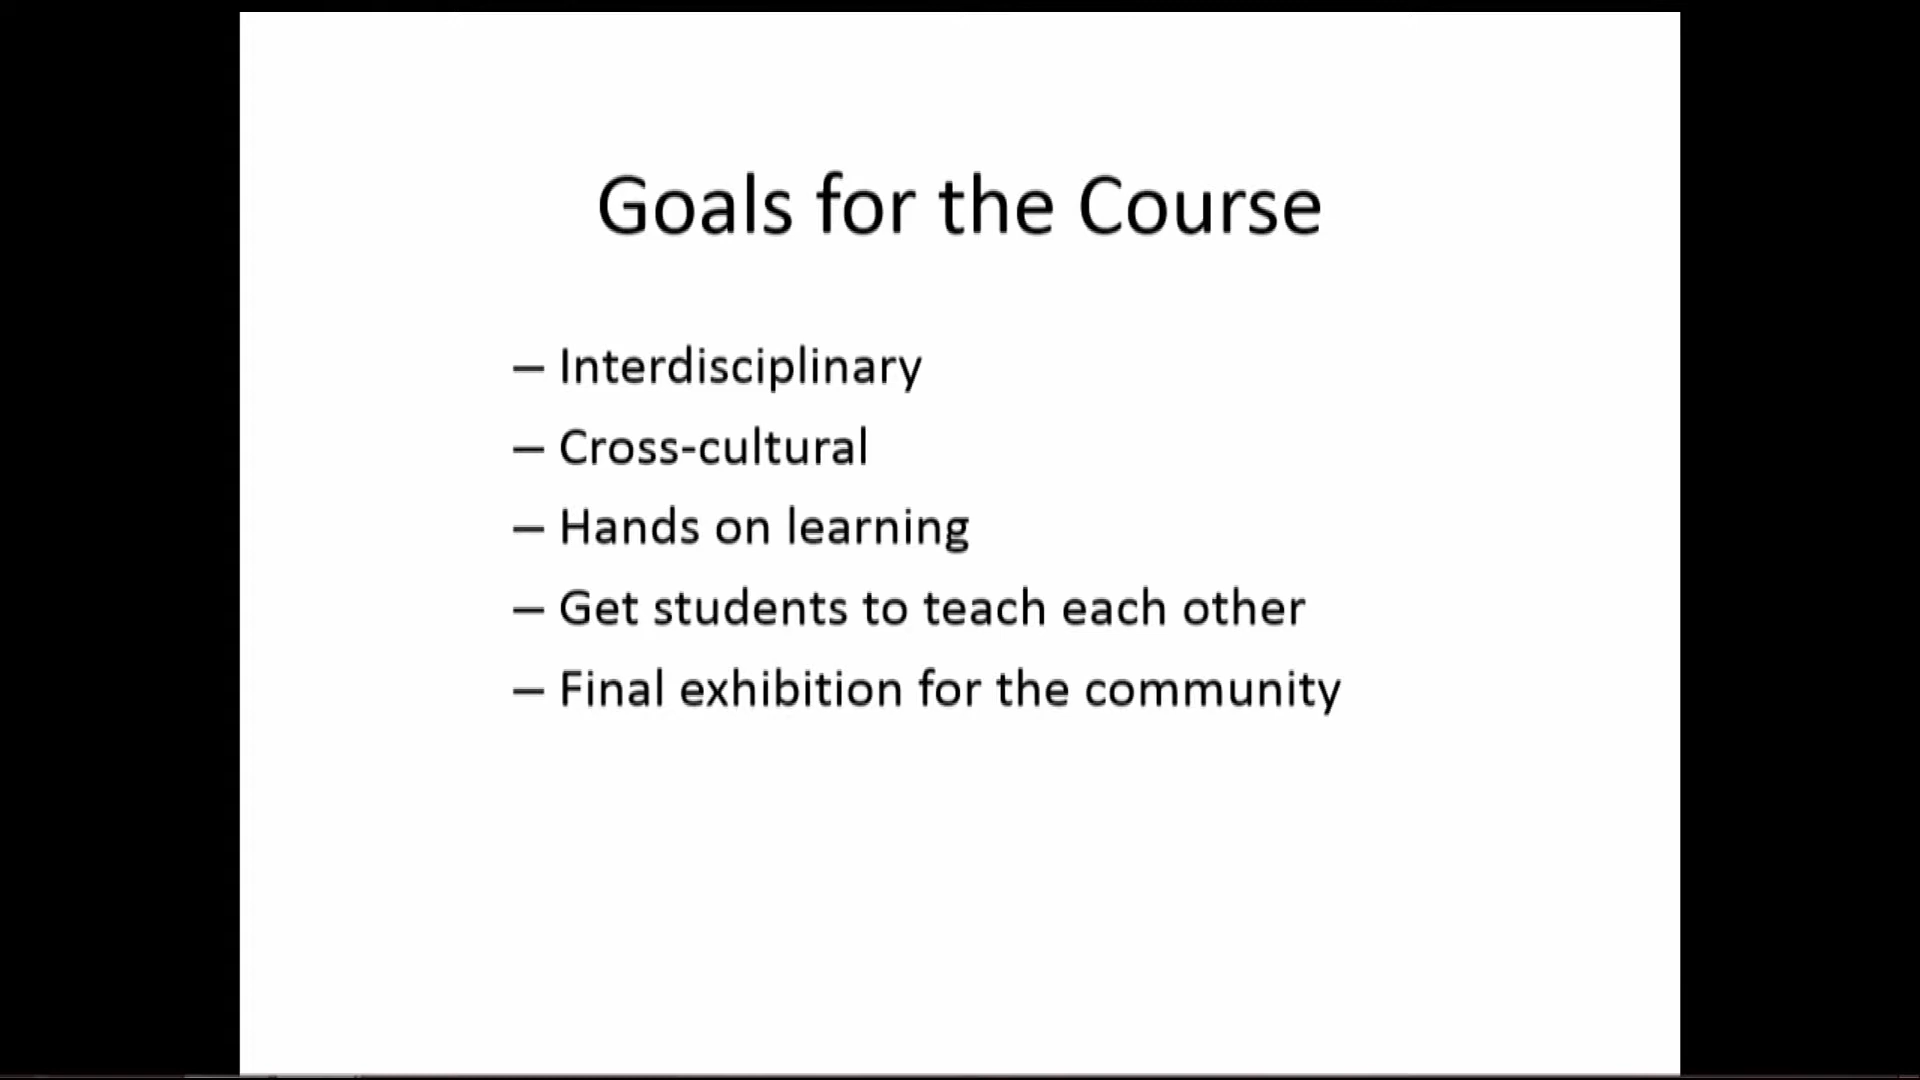 Goals for the Course
– Interdisciplinary
– Cross-cultural
– Hands on learning
– Get students to teach each other
– Final exhibition for the community